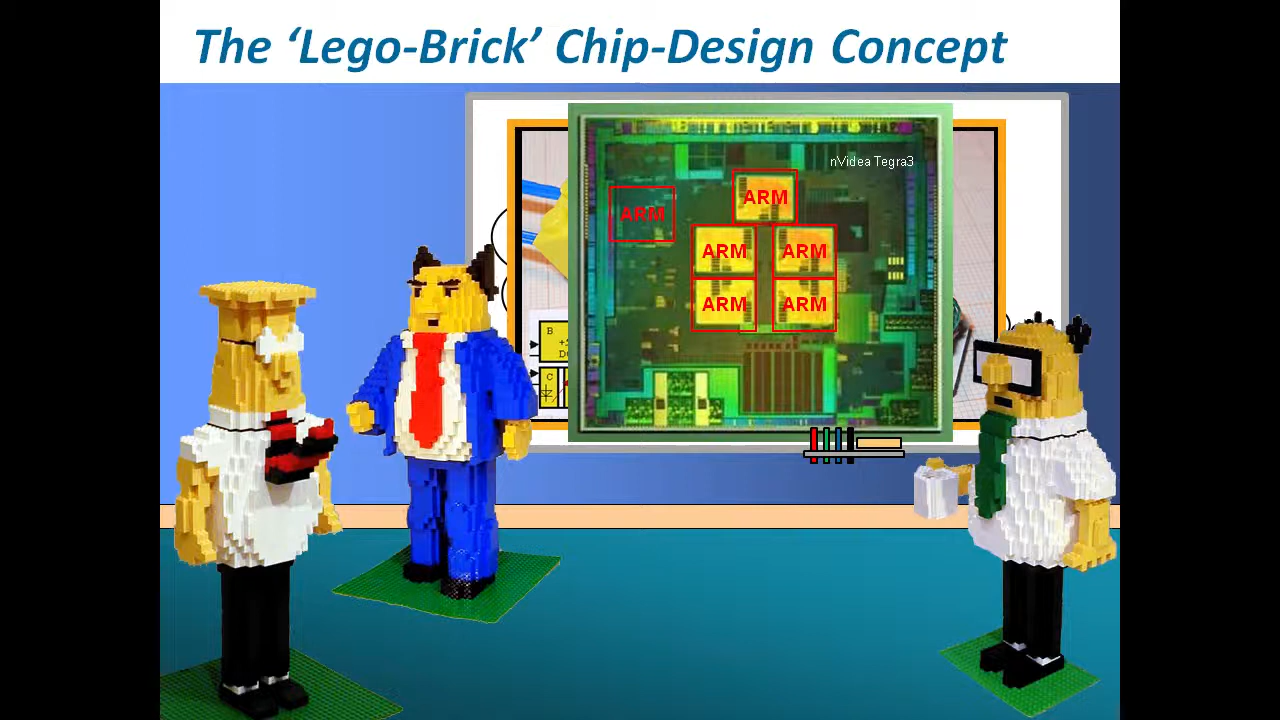 The ‘Lego-Brick’ Chip-Design Concept
nVidea Tegra3
ARM
ARM
ARM
ARM
ARM
ARM
B
C